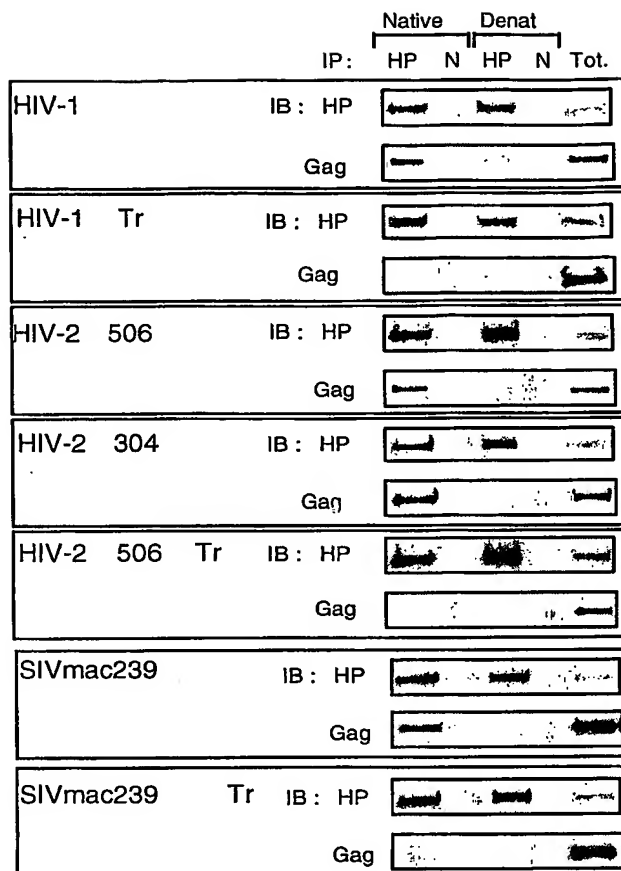 Native Denat
IP: HP N HP N Tot.
HIV-1 IB: HP
Gag
HIV-1 Tr IB: HP
Gag
HIV-2 506 IB: HP
Gag
HIV-2 304 IB: HP
Gag
HIV-2 506 Tr IB: HP
Gag
SIVmac239 IB: HP
Gag
SIVmac239 Tr IB: HP
Gag